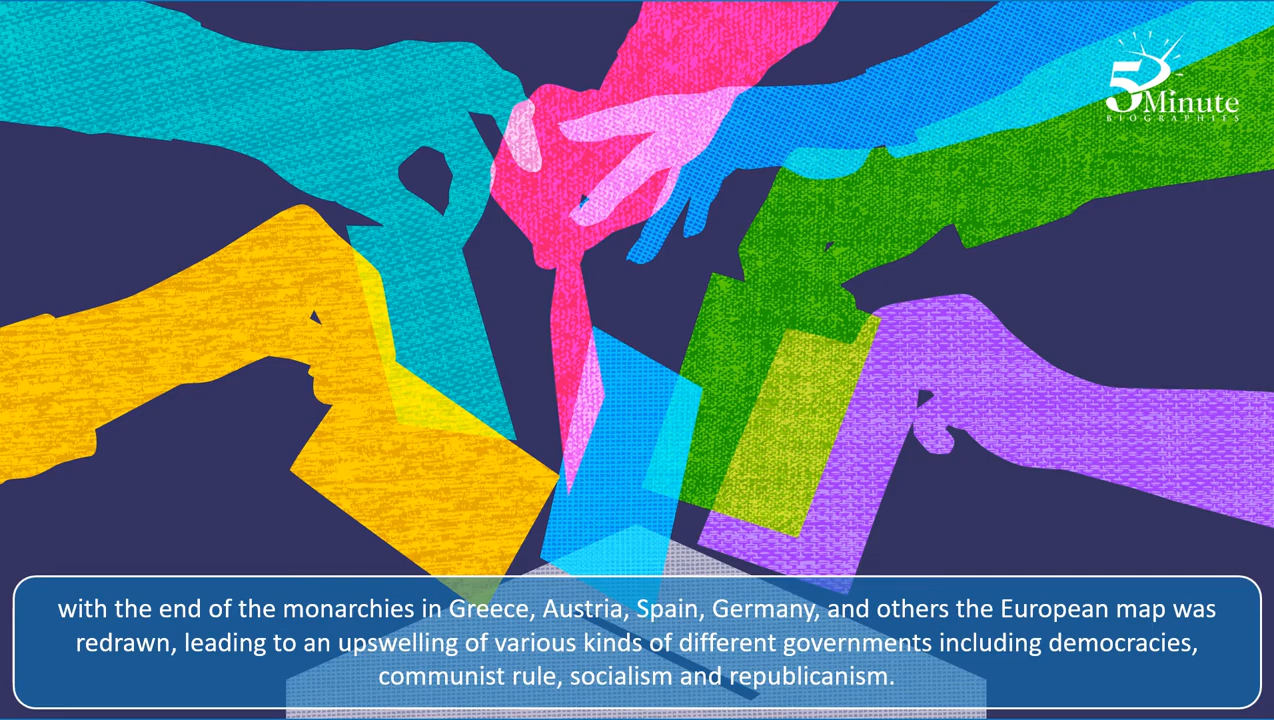 5 Minute
BIOGRAPHIES
with the end of the monarchies in Greece, Austria, Spain, Germany, and others the European map was
redrawn, leading to an upswelling of various kinds of different governments including democracies,
communist rule, socialism and republicanism.